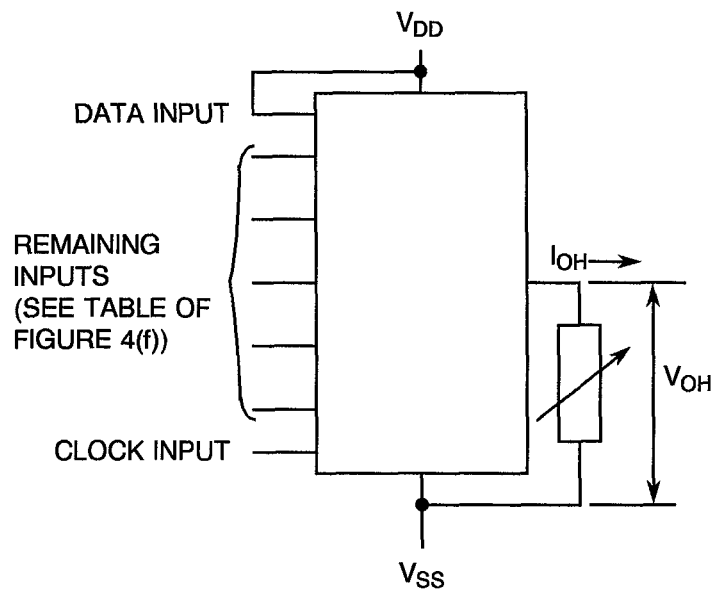 VDD
DATA INPUT
REMAINING
INPUTS
(SEE TABLE OF
FIGURE 4(f))
IOH
VOH
CLOCK INPUT
VSS